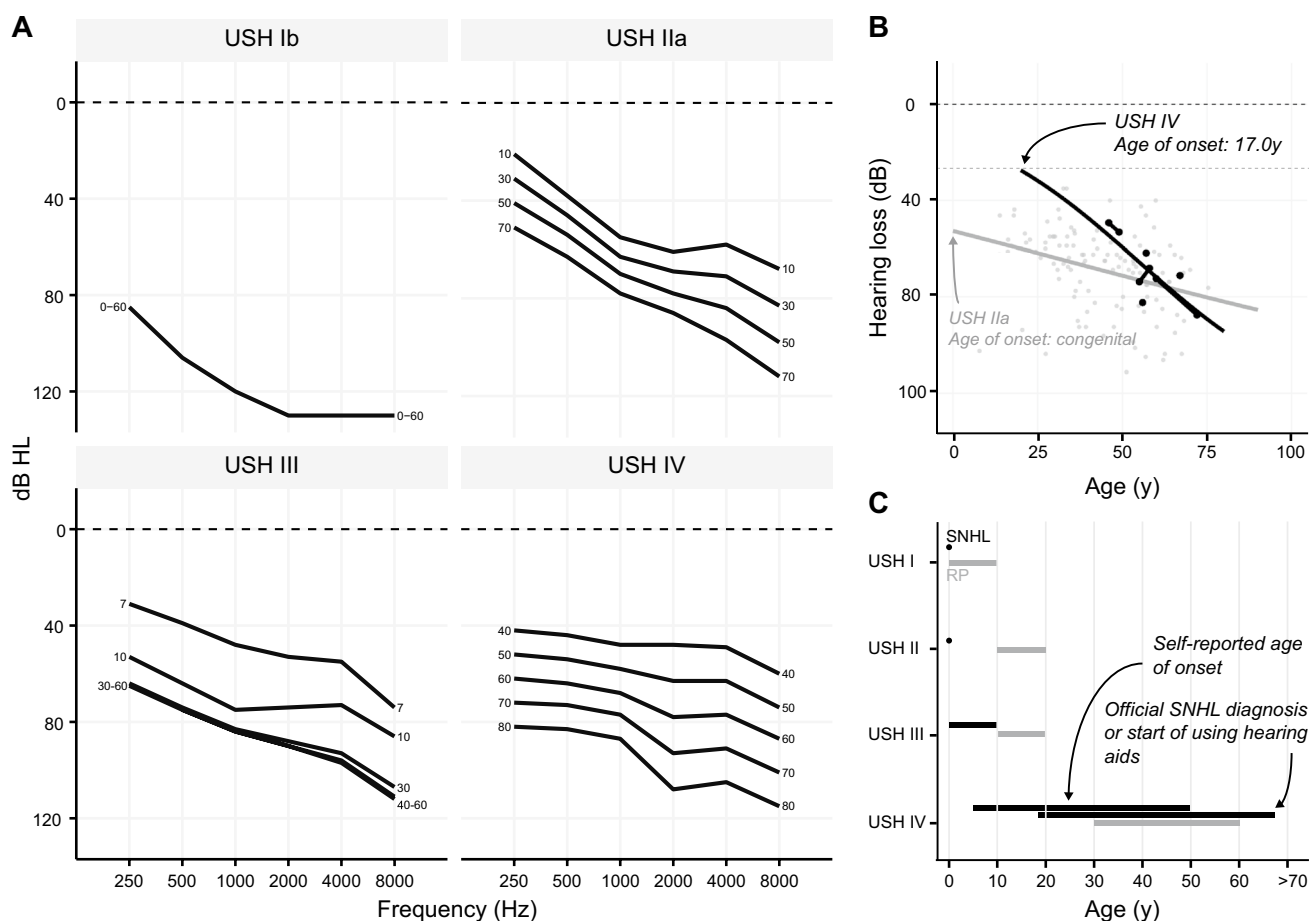 A
USH Ib
USH IIa
0
40
80
120
0−60
0−60
10
30
50
70
10
30
50
70
dB HL
USH III
USH IV
0
40
80
120
7
10
30-60
7
10
30
40-60
40
50
60
70
80
40
50
60
70
80
250 500 1000 2000 4000 8000
250 500 1000 2000 4000 8000
Frequency (Hz)
B
0
40
60
80
100
Hearing loss (dB)
USH IV
Age of onset: 17.0y
USH IIa
Age of onset: congenital
0 25 50 75 100
Age (y)
C
SNHL
USH I
RP
USH II
USH III
USH IV
Self-reported age
of onset
Official SNHL diagnosis
or start of using hearing
aids
0 10 20 30 40 50 60 >70
Age (y)